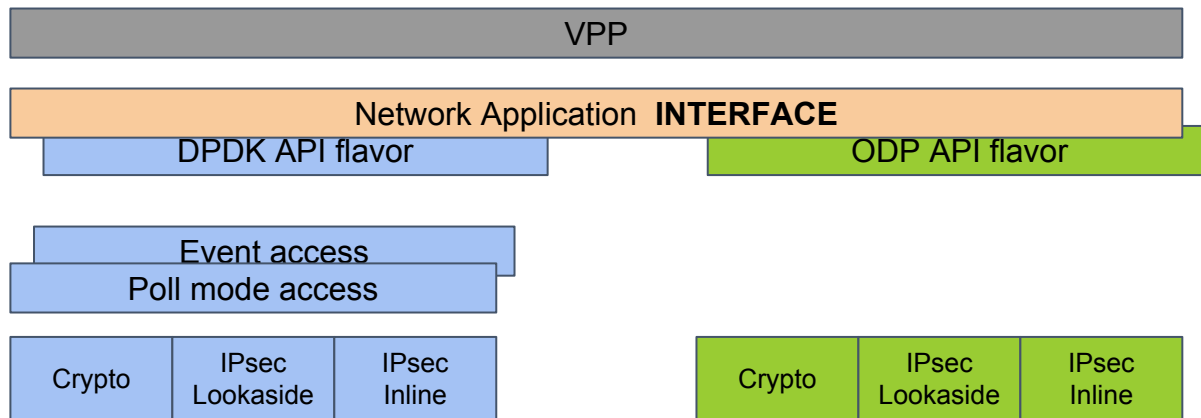 VPP
Network Application INTERFACE
DPDK API flavor
ODP API flavor
Event access
Poll mode access
Crypto
IPsec
Lookaside
IPsec
Inline
Crypto
IPsec
Lookaside
IPsec
Inline